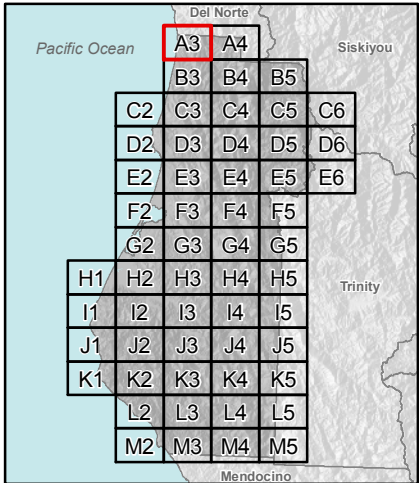 Del Norte
Pacific Ocean
A3 A4
Siskiyou
B3 B4 B5
C2 C3 C4 C5 C6
D2 D3 D4 D5 D6
E2 E3 E4 E5 E6
F2 F3 F4 F5
G2 G3 G4 G5
H1 H2 H3 H4 H5
Trinity
I1 I2 I3 I4 I5
J1 J2 J3 J4 J5
K1 K2 K3 K4 K5
L2 L3 L4 L5
M2 M3 M4 M5
Mendocino